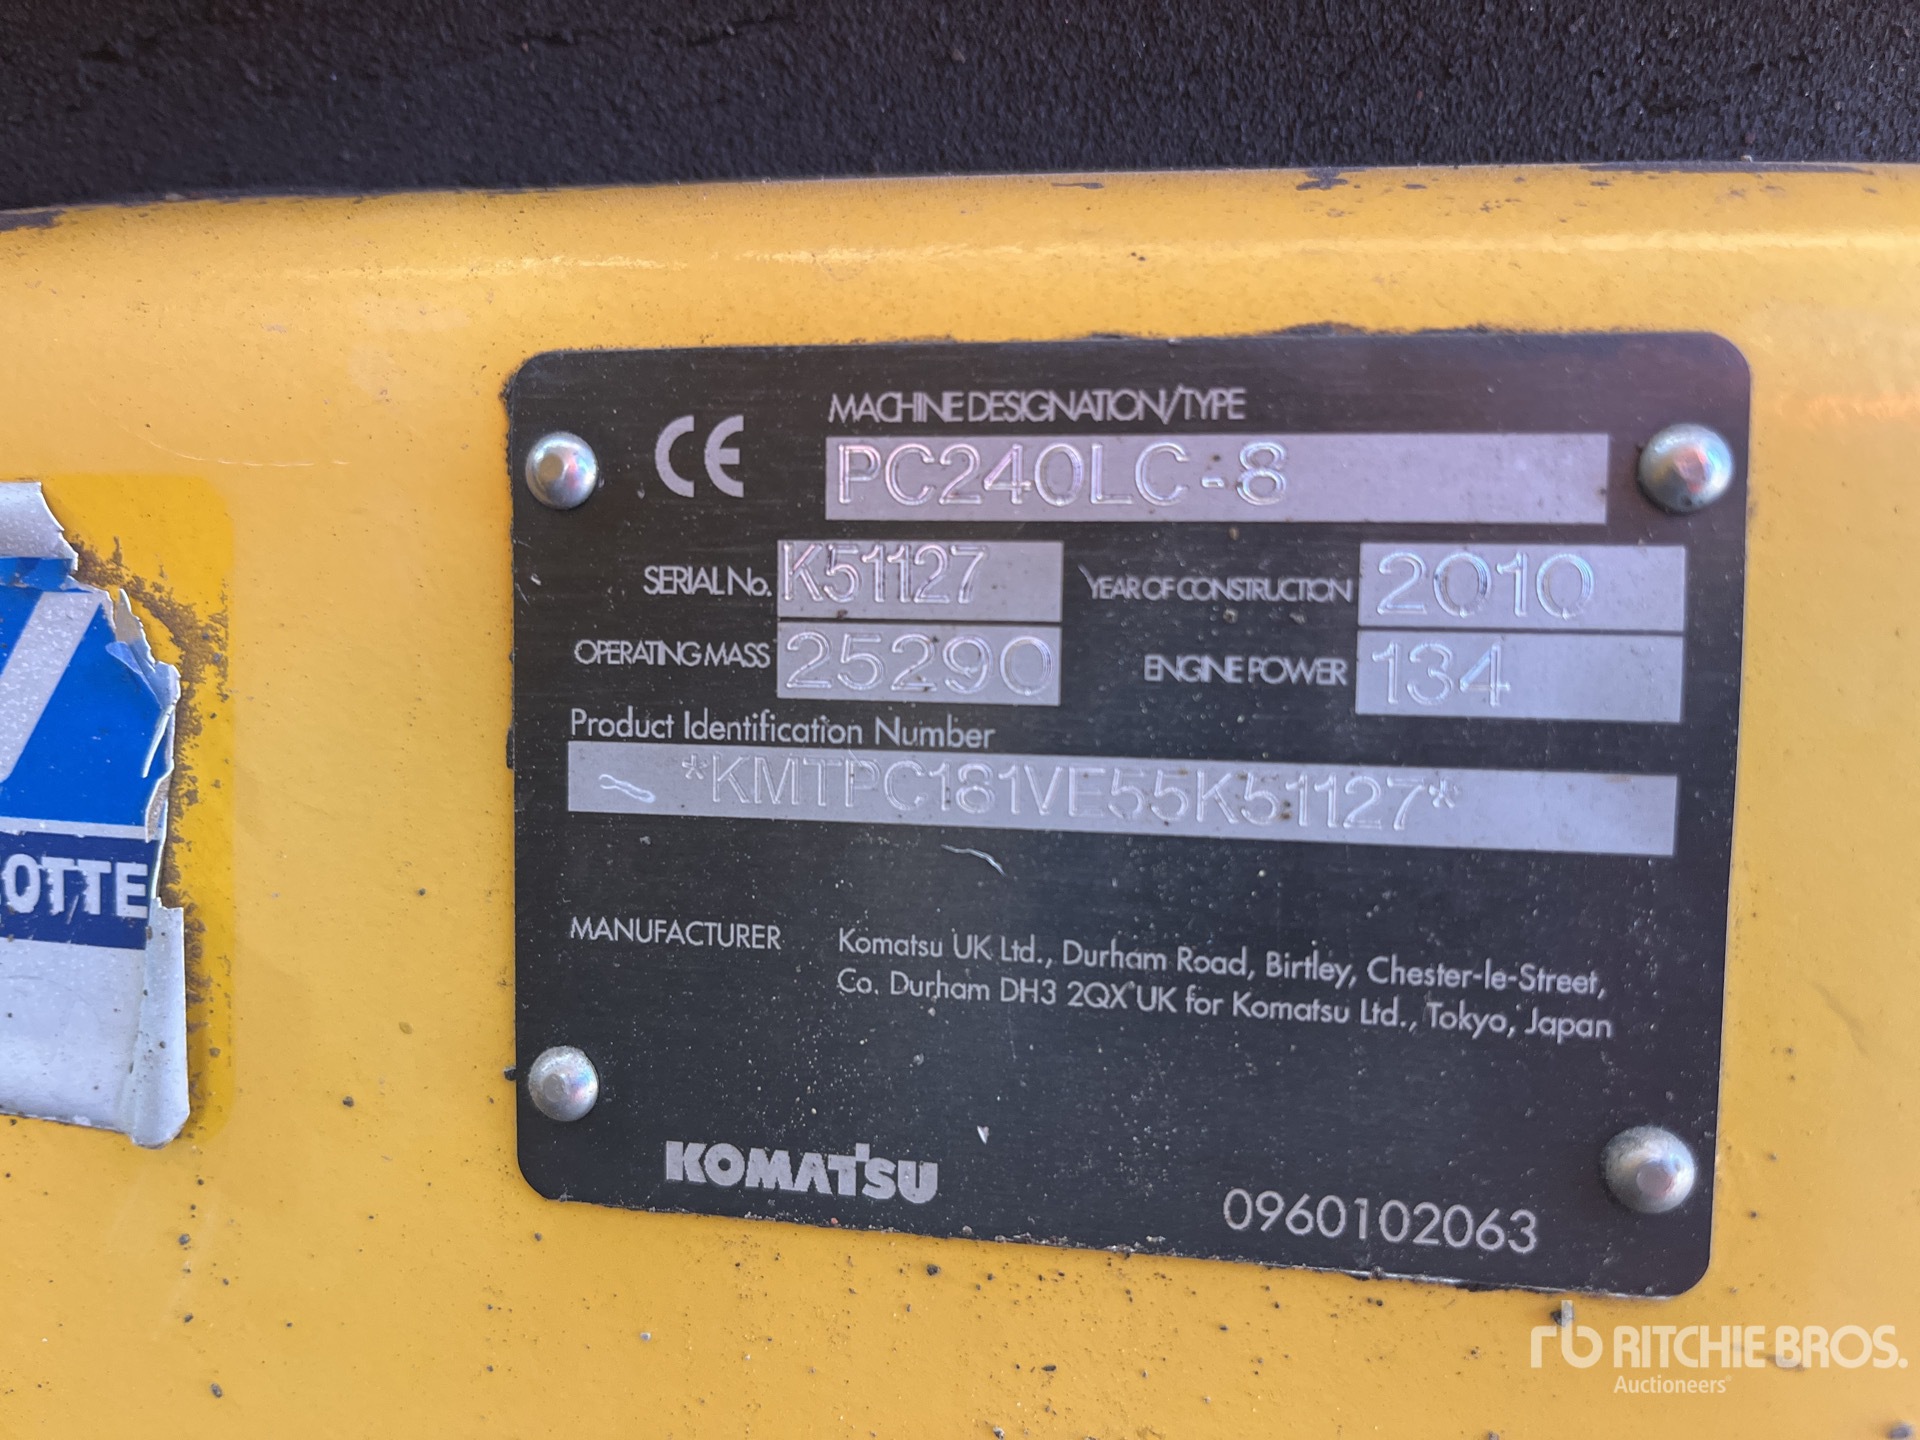 CE
MACHINE DESIGNATION/TYPE
PC240LC-8
SERIAL No. K51127 YEAR OF CONSTRUCTION 2010
OPERATING MASS 25290 ENGINE POWER 134
Product Identification Number
*KMTPC181VE55K51127*
MANUFACTURER Komatsu UK Ltd., Durham Road, Birtley, Chester-le-Street,
Co. Durham DH3 2QX UK for Komatsu Ltd., Tokyo, Japan
KOMATSU
0960102063
OTTE
rb RITCHIE BROS.
Auctioneers